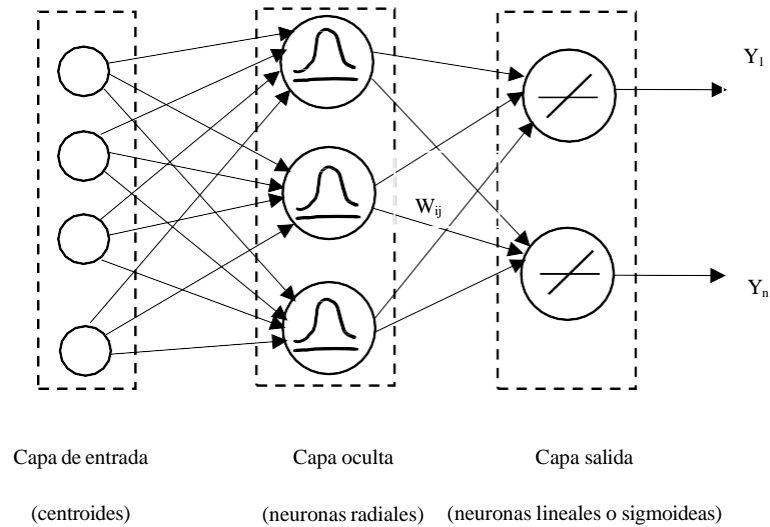 Y1
Wij
Yn
Capa de entrada
Capa oculta
Capa salida
(centroides)
(neuronas radiales)
(neuronas lineales o sigmoideas)